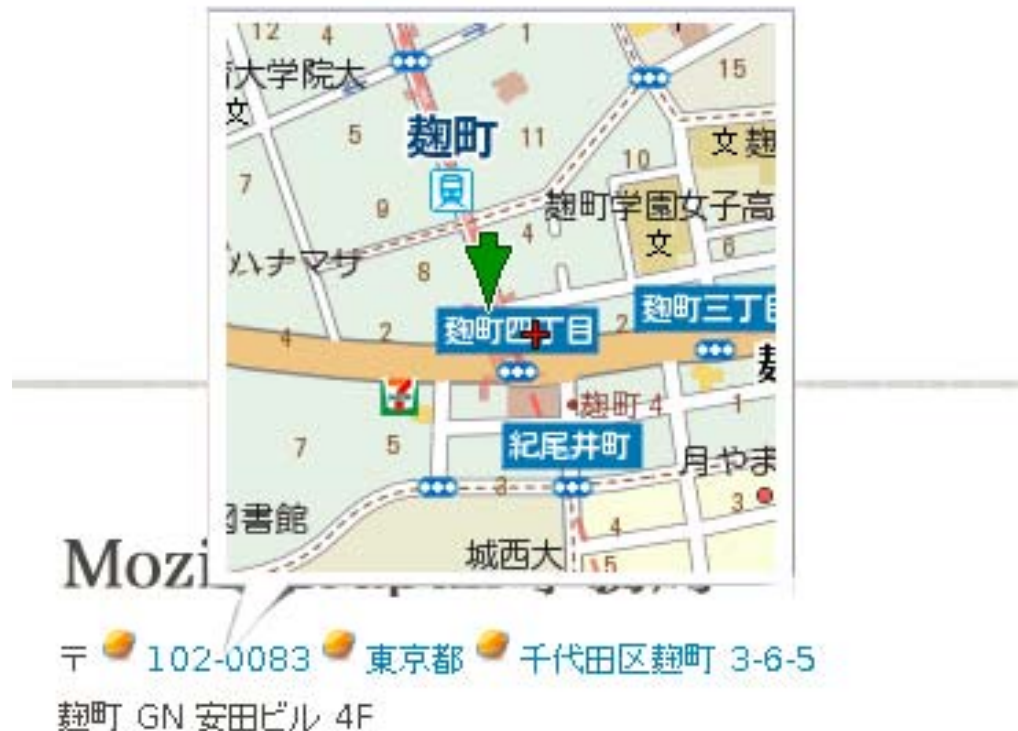 12 4 1
大学院大 15
文 5 麹町 11 文 麹
7 10
9 麹町学園女子高
4 文 6
ハナマサ 8
麹町四丁目 2 麹町三丁目
4 2
7
麹町 4 1
7 5 紀尾井町 月やま
3 3
図書館 4
城西大 5
Mozi
〒 102-0083 東京都 千代田区麹町 3-6-5
麹町 GN 安田ビル 4F